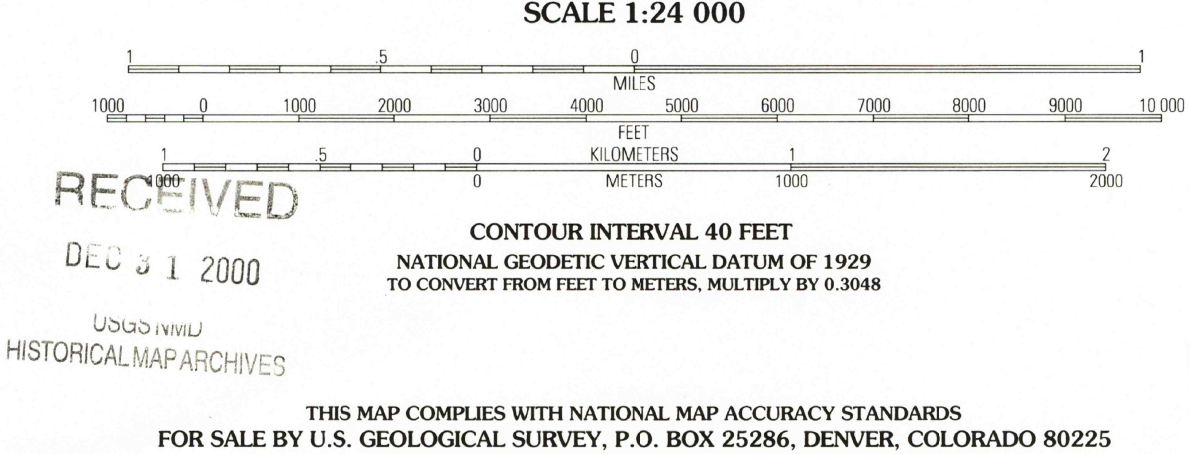 SCALE 1:24 000
1 .5 0 1
MILES
1000 0 1000 2000 3000 4000 5000 6000 7000 8000 9000 10 000
FEET
1 .5 0 KILOMETERS 1 2
1000 0 METERS 1000 2000
RECEIVED
DEC 31 2000
USGS NMD
HISTORICAL MAP ARCHIVES
CONTOUR INTERVAL 40 FEET
NATIONAL GEODETIC VERTICAL DATUM OF 1929
TO CONVERT FROM FEET TO METERS, MULTIPLY BY 0.3048
THIS MAP COMPLIES WITH NATIONAL MAP ACCURACY STANDARDS
FOR SALE BY U.S. GEOLOGICAL SURVEY, P.O. BOX 25286, DENVER, COLORADO 80225